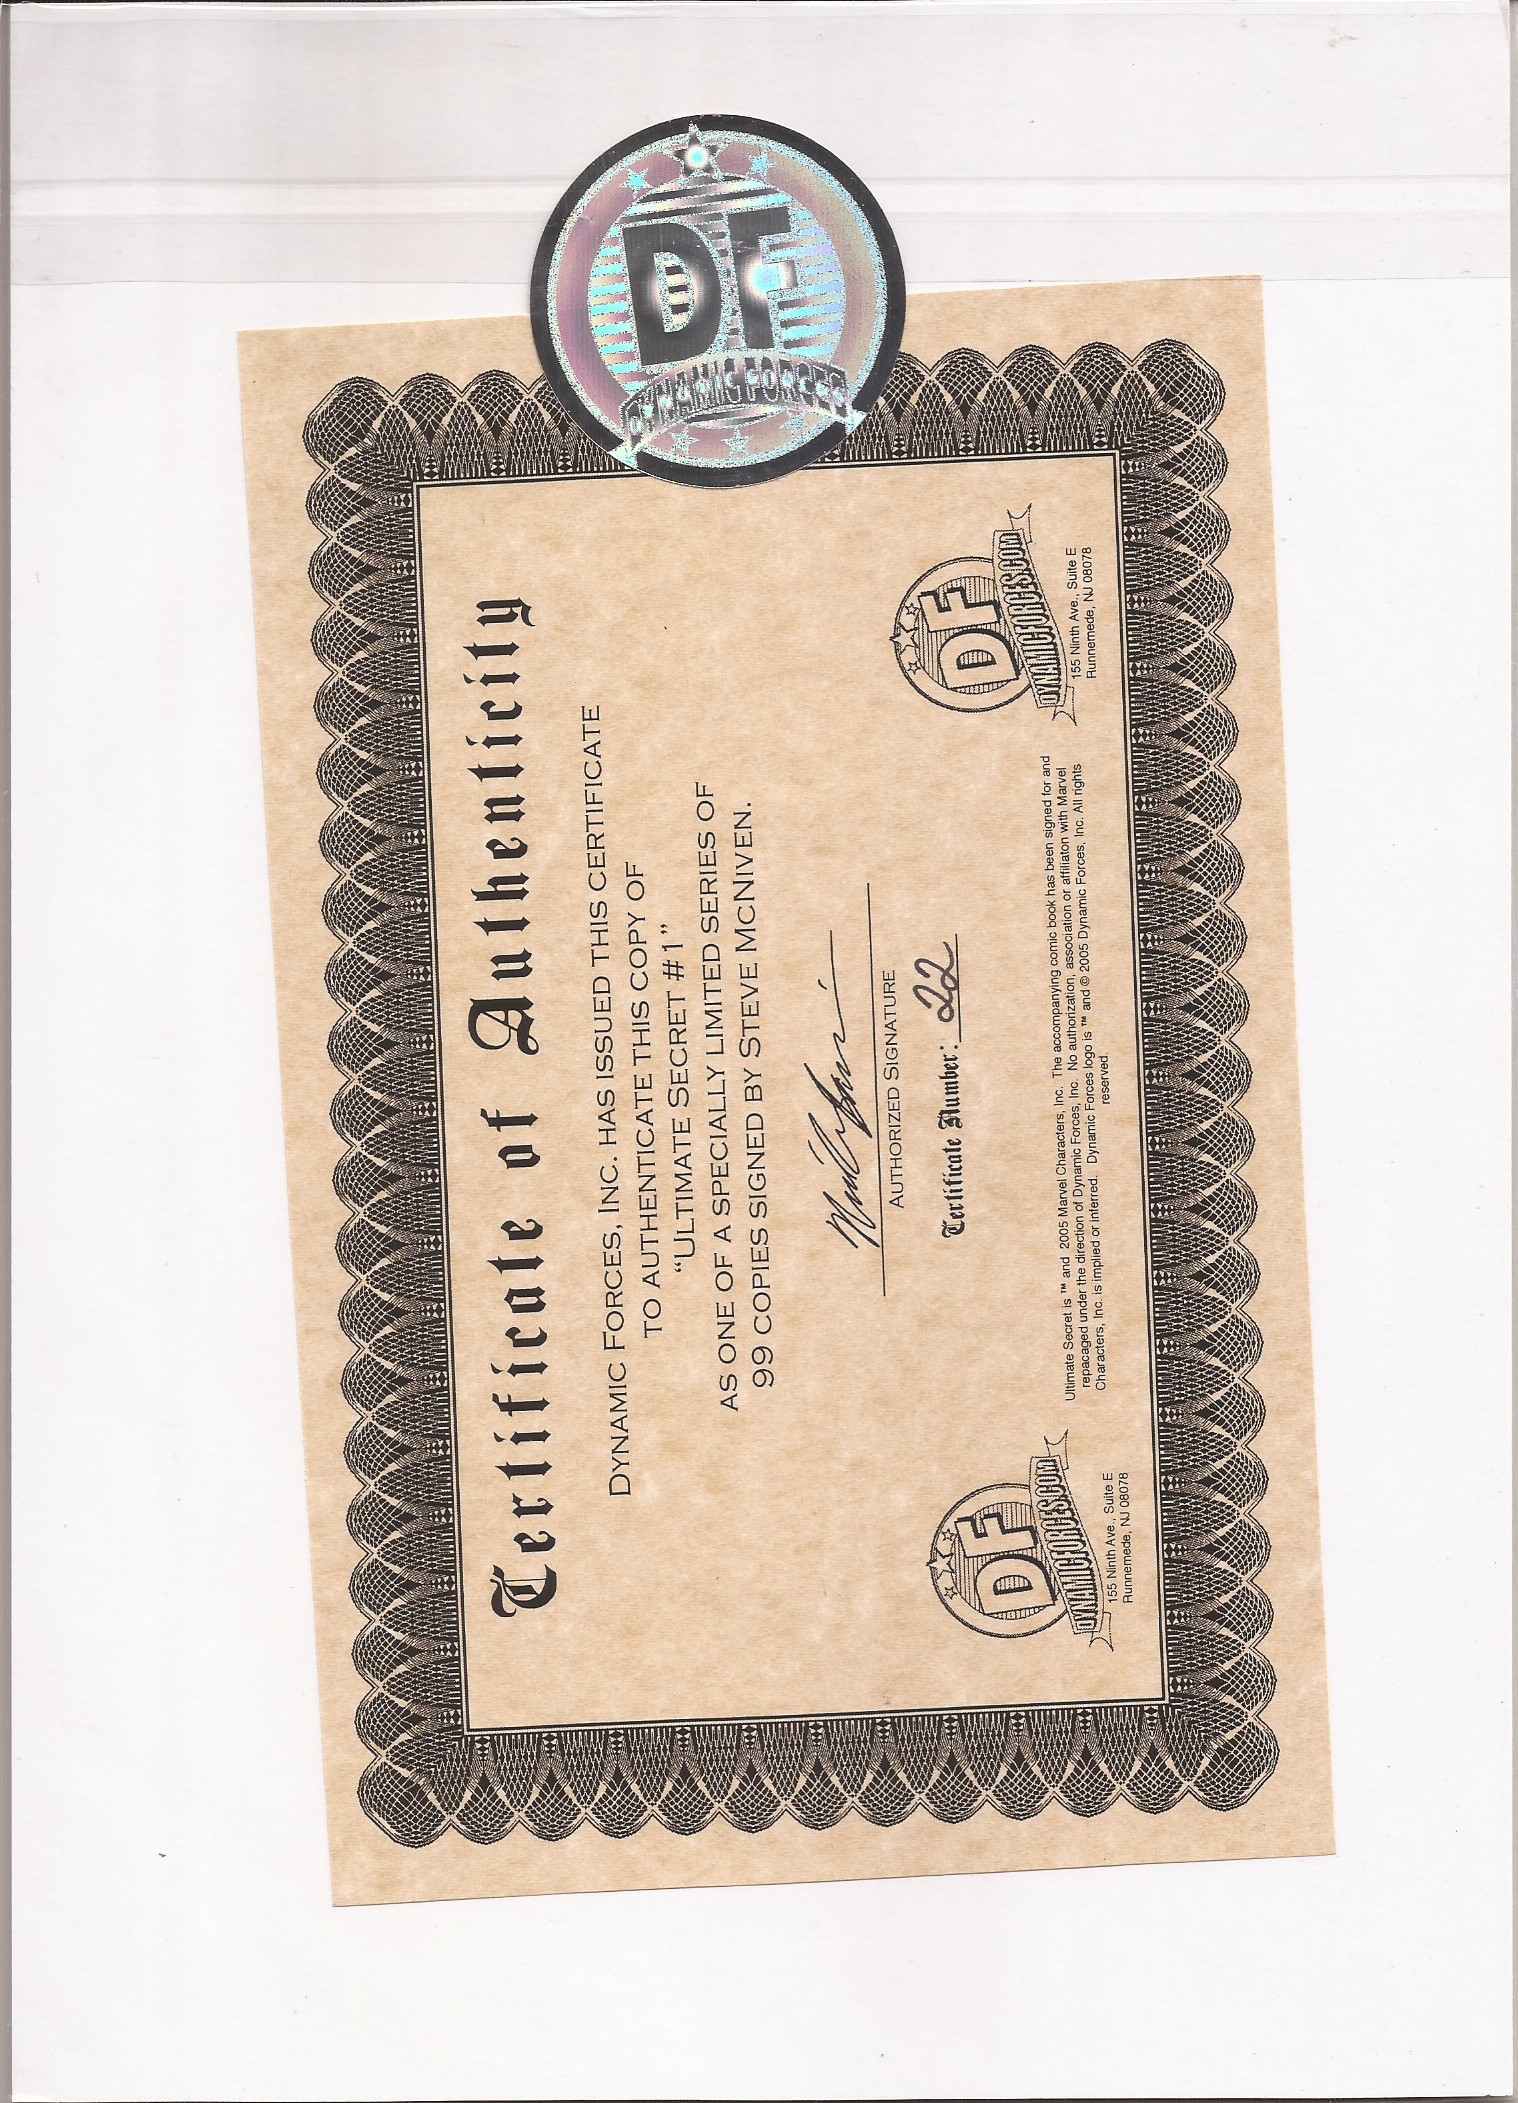 DF
DYNAMIC FORCES
Certificate of Authenticity
DYNAMIC FORCES, INC. HAS ISSUED THIS CERTIFICATE
TO AUTHENTICATE THIS COPY OF
“ULTIMATE SECRET #1”
AS ONE OF A SPECIALLY LIMITED SERIES OF
99 COPIES SIGNED BY STEVE MCNIVEN.
AUTHORIZED SIGNATURE
Certificate Number: 22
DF
DYNAMICFORCES.COM
155 Ninth Ave., Suite E
Runnemede, NJ 08078
Ultimate Secret is ™ and 2005 Marvel Characters, Inc. The accompanying comic book has been signed for and
repacaged under the direction of Dynamic Forces, Inc. No authorization, association or affiliaton with Marvel
Characters, Inc. is implied or inferred. Dynamic Forces logo is ™ and © 2005 Dynamic Forces, Inc. All rights
reserved.
DF
DYNAMICFORCES.COM
155 Ninth Ave., Suite E
Runnemede, NJ 08078